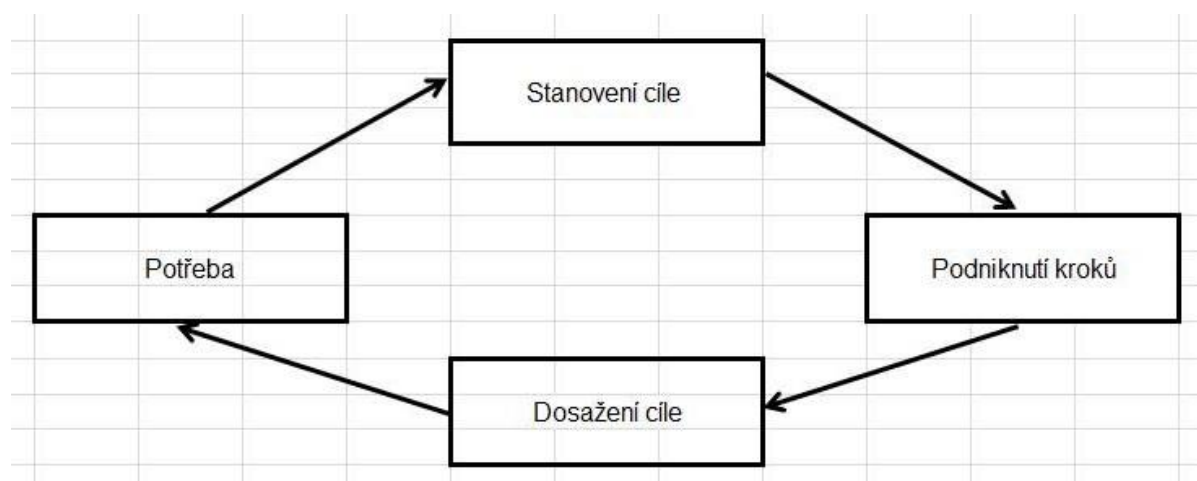 Stanovení cíle
Potřeba
Podniknutí kroků
Dosažení cíle